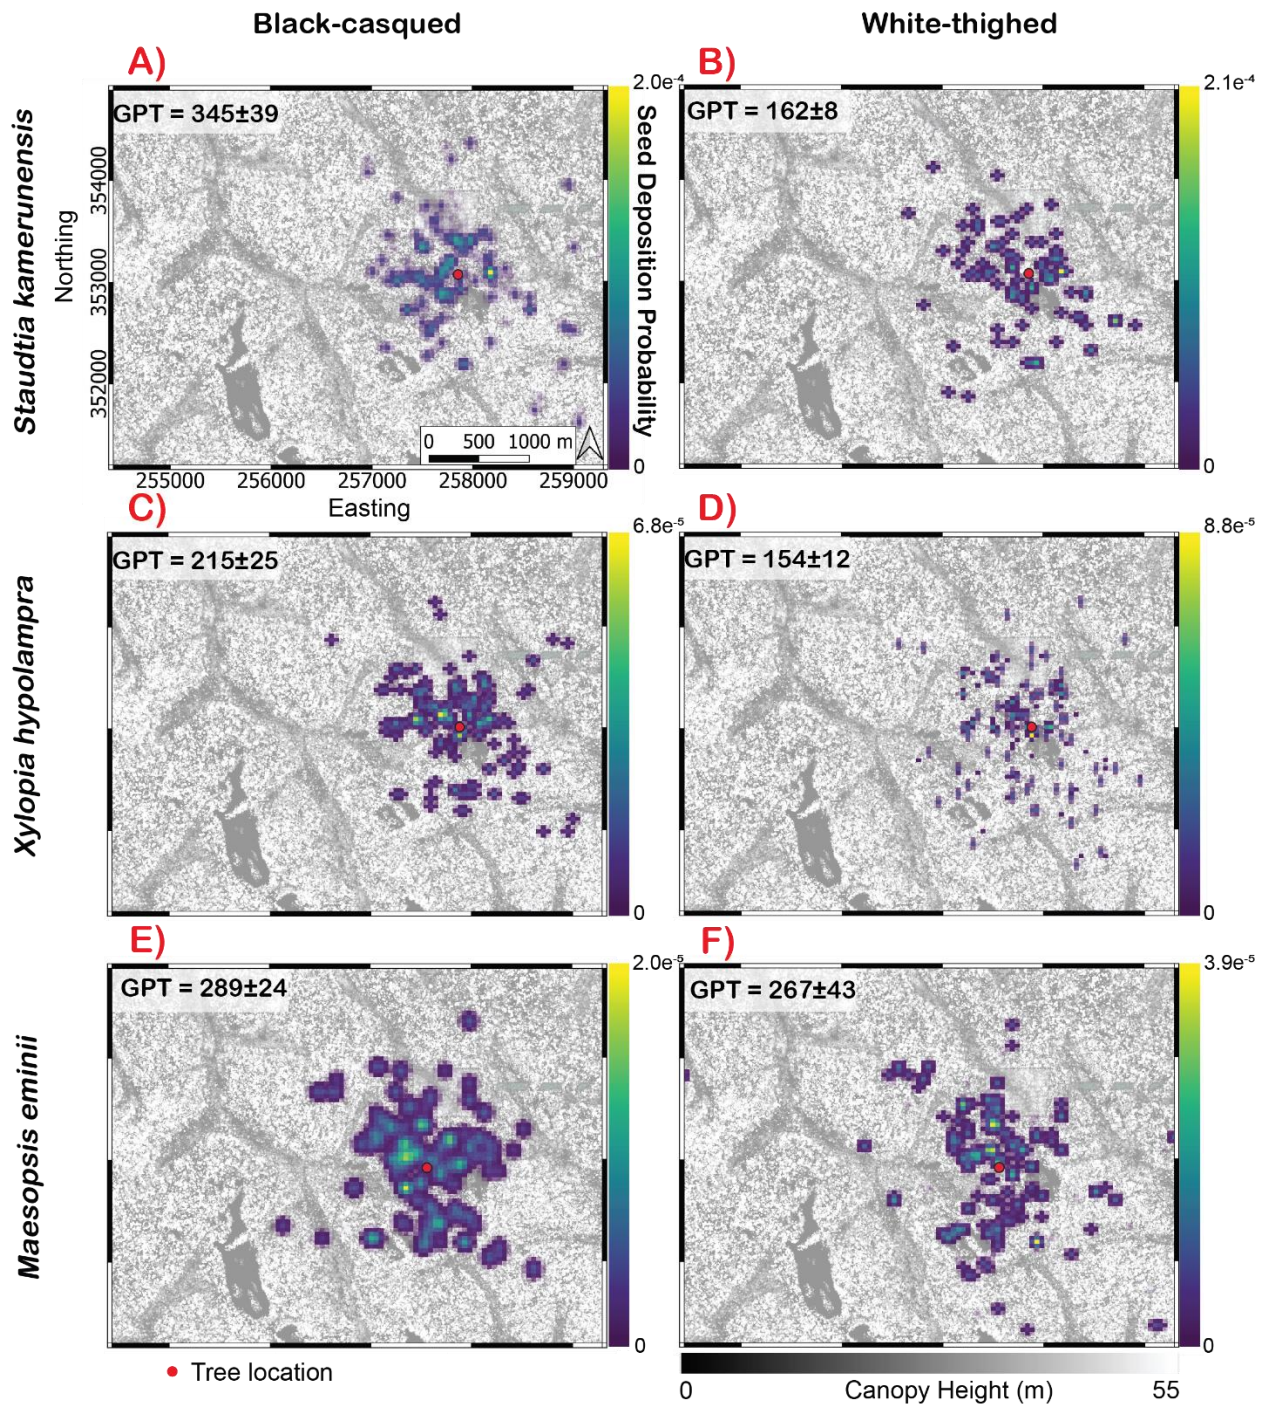 Black-casqued
White-thighed
A)
B)
Staudtia kamerunensis
GPT = 345±39
2.0e-4
Seed Deposition Probability
0
GPT = 162±8
2.1e-4
0
Northing
354000
353000
352000
0 500 1000 m
255000 256000 257000 258000 259000
Easting
C)
D)
Xylopia hypolampra
GPT = 215±25
6.8e-5
0
GPT = 154±12
8.8e-5
0
E)
F)
Maesopsis eminii
GPT = 289±24
2.0e-5
0
GPT = 267±43
3.9e-5
0
Tree location
0 Canopy Height (m) 55